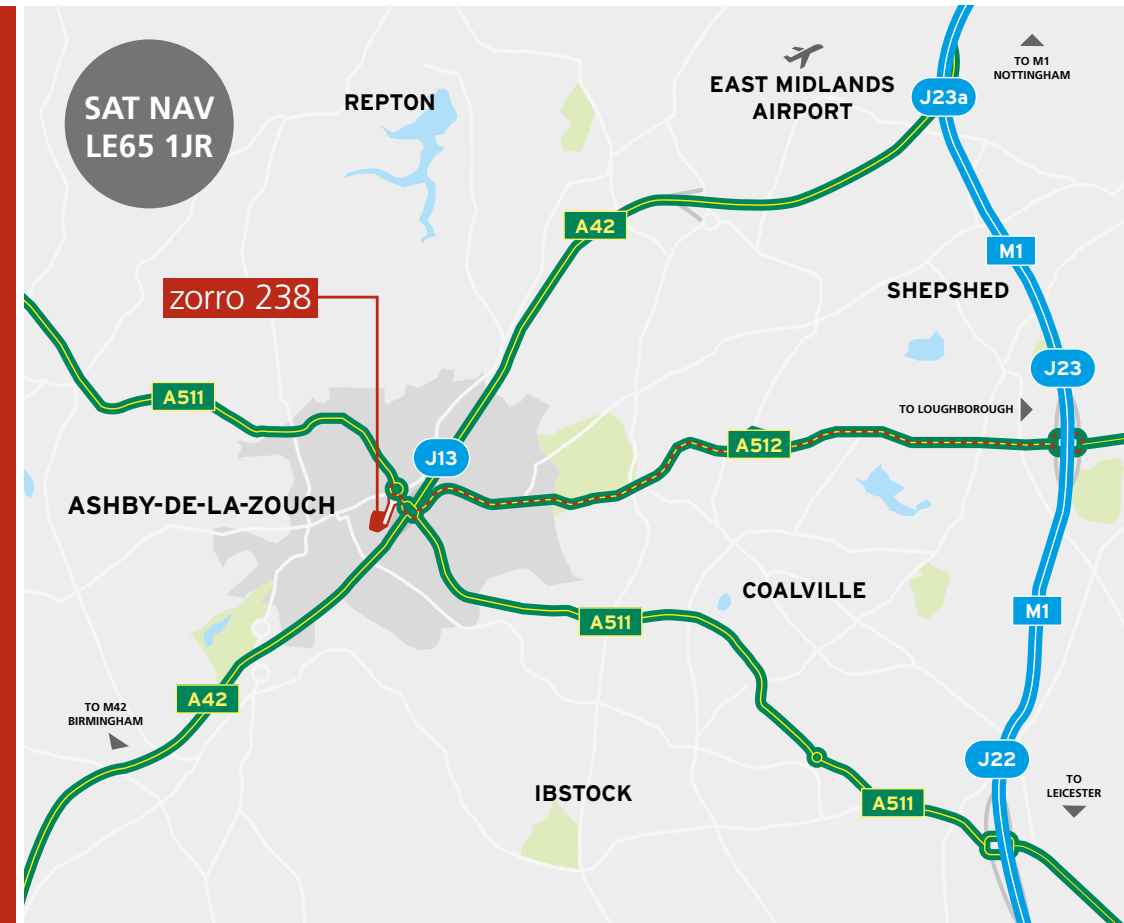 SAT NAV
LE65 1JR
REPTON
EAST MIDLANDS
AIRPORT
J23a
TO M1
NOTTINGHAM
A42
M1
SHEPSHED
zorro 238
J23
A511
TO LOUGHBOROUGH
A512
J13
ASHBY-DE-LA-ZOUCH
COALVILLE
M1
A511
A42
TO M42
BIRMINGHAM
J22
IBSTOCK
TO
LEICESTER
A511